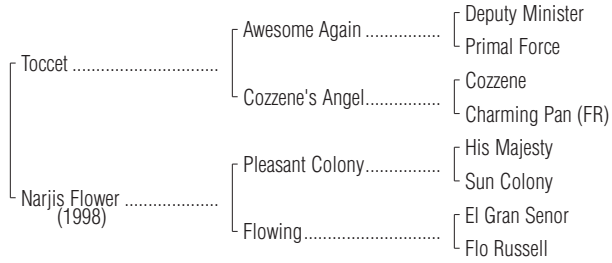 Deputy Minister
Awesome Again ................
Primal Force
Toccet ...............................
Cozzene
Cozzene's Angel................
Charming Pan (FR)
His Majesty
Pleasant Colony................
Sun Colony
Narjis Flower ....................
(1998)
El Gran Senor
Flowing.............................
Flo Russell